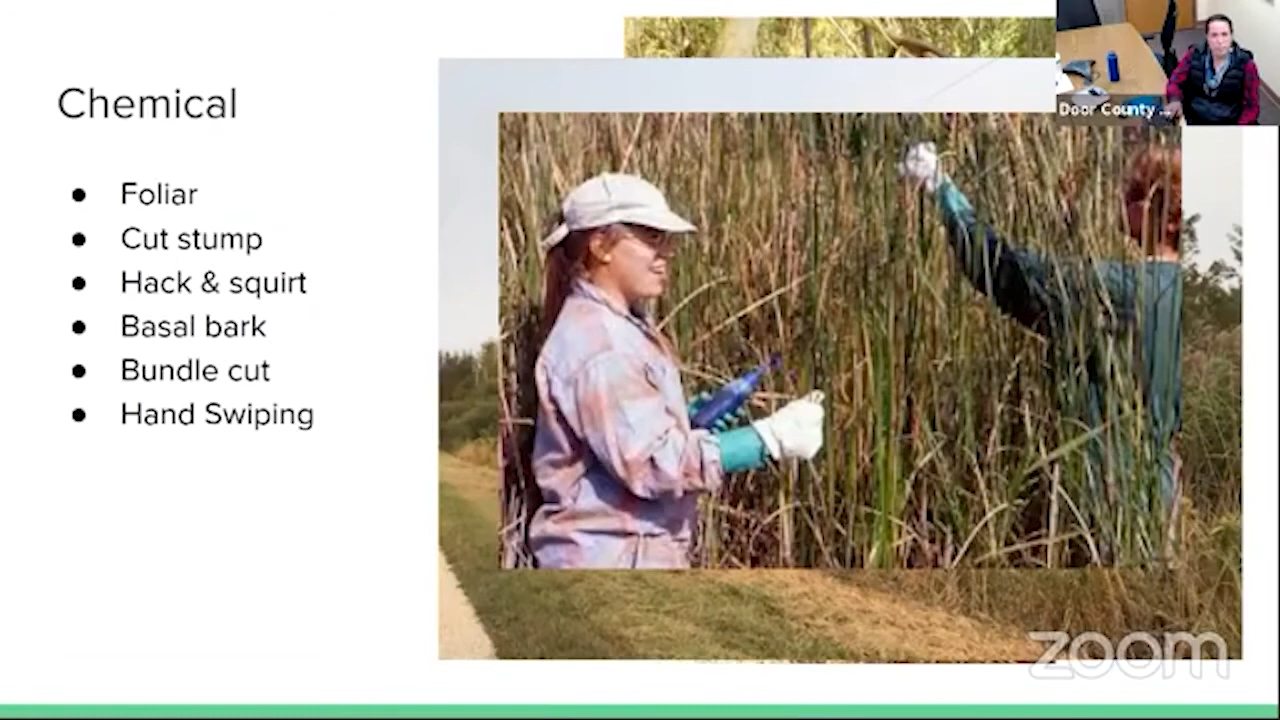 Chemical
Foliar
Cut stump
Hack & squirt
Basal bark
Bundle cut
Hand Swiping
Door County ...
zoom